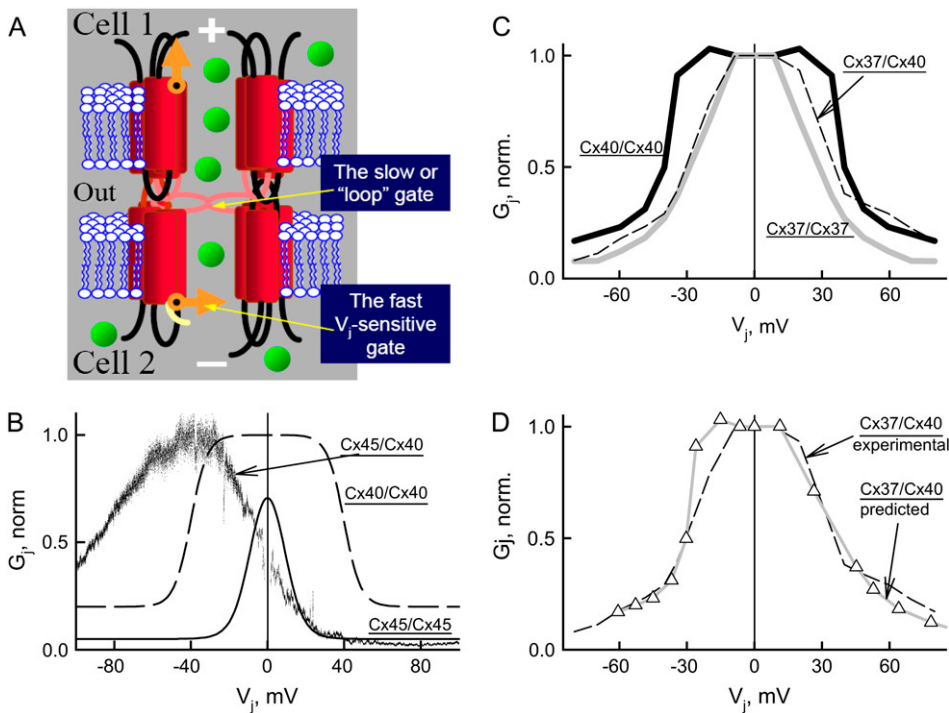 A
Cell 1
+
Out
The slow or
“loop” gate
The fast
Vj-sensitive
gate
Cell 2
−
B
1.0
0.5
0.0
Gj, norm
Cx45/Cx40
Cx40/Cx40
Cx45/Cx45
-80
-40
0
40
80
Vj, mV
C
1.0
0.5
0.0
Gj, norm.
Cx37/Cx40
Cx40/Cx40
Cx37/Cx37
-60
-30
0
30
60
Vj, mV
D
1.0
0.5
0.0
Gj, norm.
Cx37/Cx40
experimental
Cx37/Cx40
predicted
-60
-30
0
30
60
Vj, mV